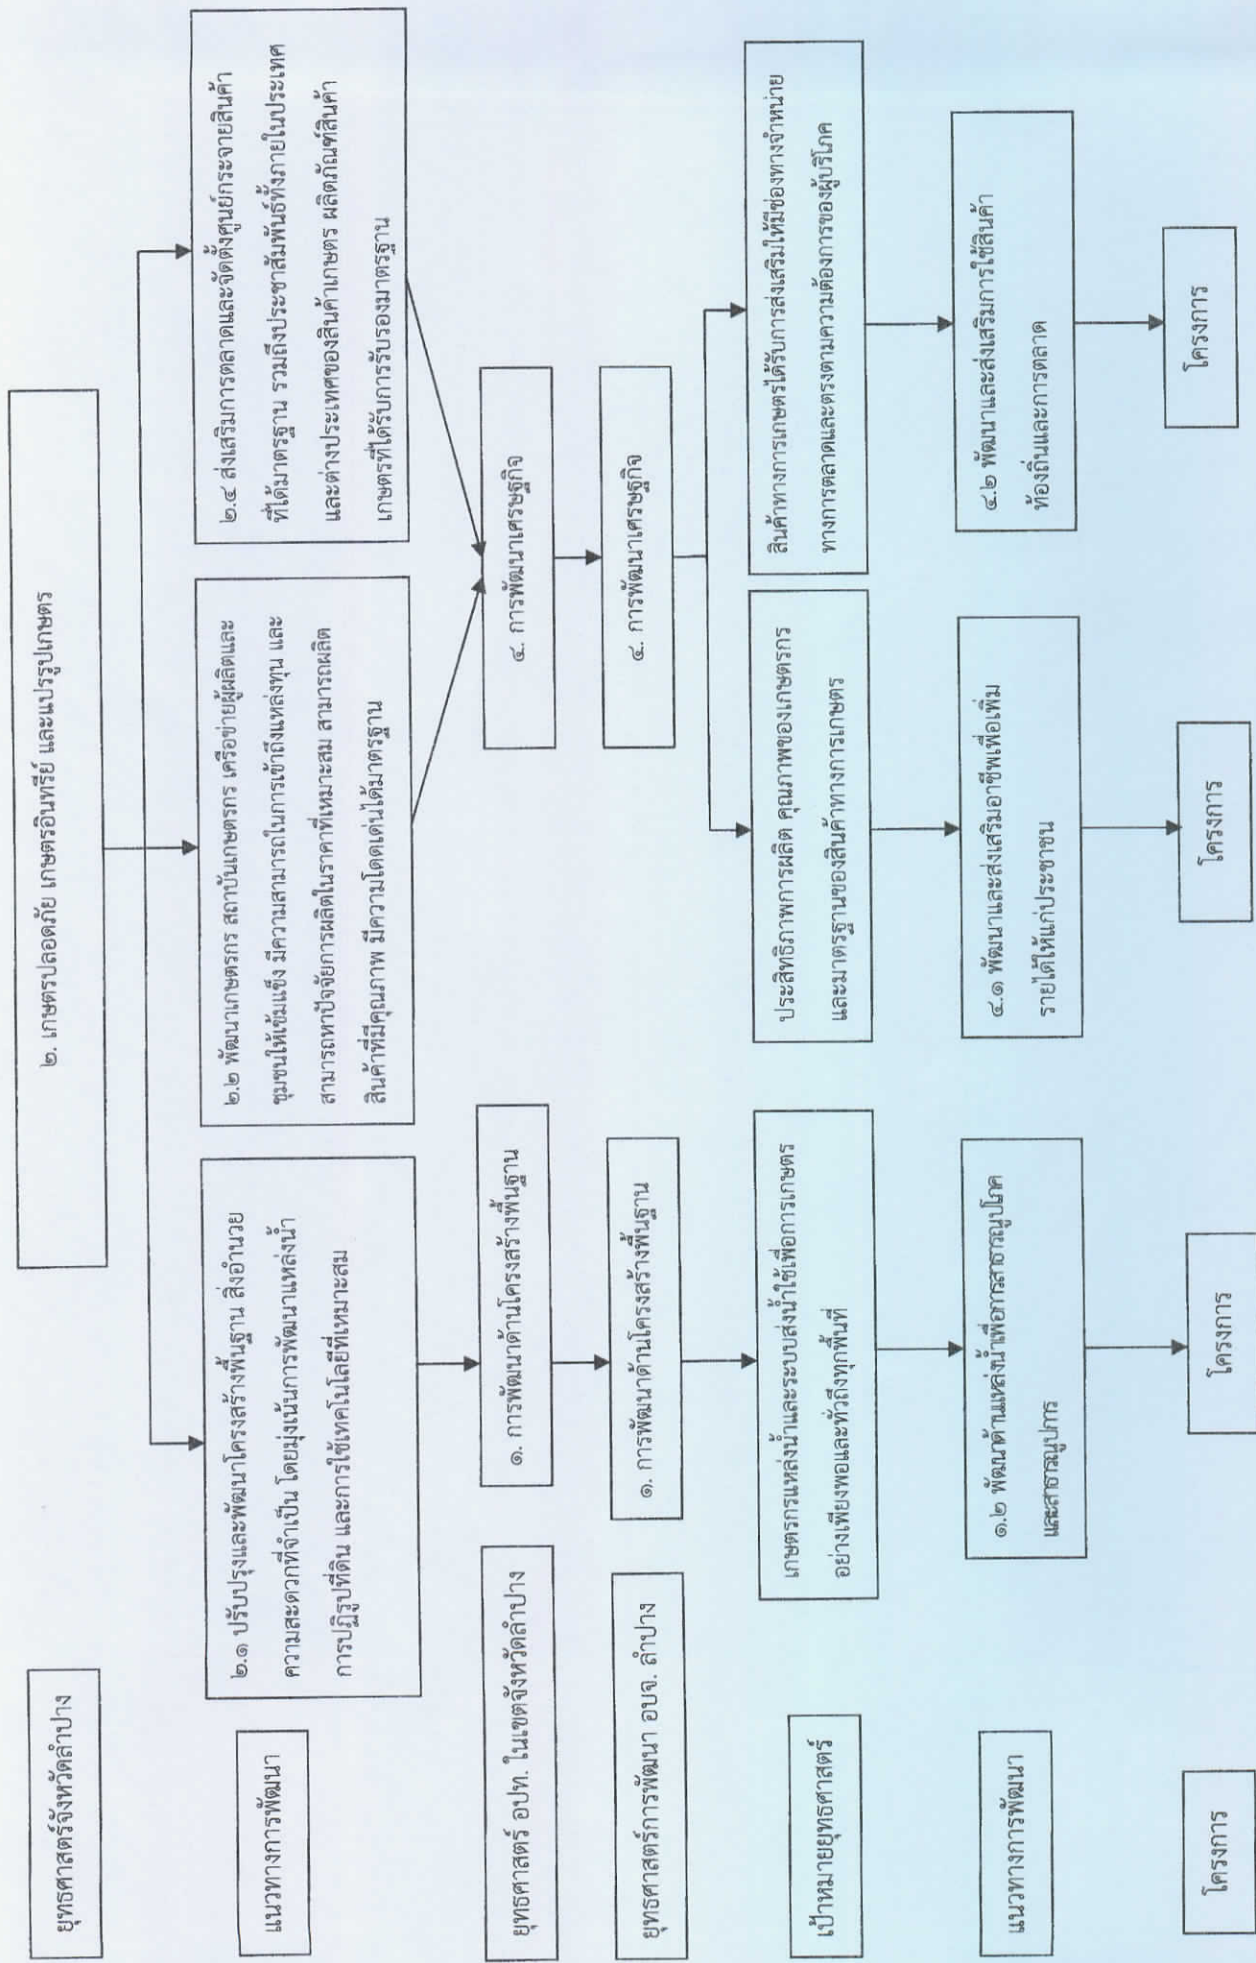 ยุทธศาสตร์จังหวัดลำปาง
๒. เกษตรปลอดภัย เกษตรอินทรีย์ และแปรรูปเกษตร
แนวทางการพัฒนา
๒.๑ ปรับปรุงและพัฒนาโครงสร้างพื้นฐาน สิ่งอำนวย
ความสะดวกที่จำเป็น โดยมุ่งเน้นการพัฒนาแหล่งน้ำ
การปฏิรูปที่ดิน และการใช้เทคโนโลยีที่เหมาะสม
๒.๒ พัฒนาเกษตรกร สถาบันเกษตรกร เครือข่ายผู้ผลิตและ
ชุมชนให้เข้มแข็ง มีความสามารถในการเข้าถึงแหล่งทุน และ
สามารถหาปัจจัยการผลิตในราคาที่เหมาะสม สามารถผลิต
สินค้าที่มีคุณภาพ มีความโดดเด่นได้มาตรฐาน
๒.๔ ส่งเสริมการตลาดและจัดตั้งศูนย์กระจายสินค้า
ที่ได้มาตรฐาน รวมถึงประชาสัมพันธ์ทั้งภายในประเทศ
และต่างประเทศของสินค้าเกษตร ผลิตภัณฑ์สินค้า
เกษตรที่ได้รับการรับรองมาตรฐาน
ยุทธศาสตร์ อปท. ในเขตจังหวัดลำปาง
๑. การพัฒนาด้านโครงสร้างพื้นฐาน
๔. การพัฒนาเศรษฐกิจ
ยุทธศาสตร์การพัฒนา อบจ. ลำปาง
๑. การพัฒนาด้านโครงสร้างพื้นฐาน
๔. การพัฒนาเศรษฐกิจ
เป้าหมายยุทธศาสตร์
เกษตรกรแหล่งน้ำและระบบส่งน้ำใช้เพื่อการเกษตร
อย่างเพียงพอและทั่วถึงทุกพื้นที่
ประสิทธิภาพการผลิต คุณภาพของเกษตรกร
และมาตรฐานของสินค้าทางการเกษตร
สินค้าทางการเกษตรได้รับการส่งเสริมให้มีช่องทางจำหน่าย
ทางการตลาดและตรงตามความต้องการของผู้บริโภค
แนวทางการพัฒนา
๑.๒ พัฒนาด้านแหล่งน้ำเพื่อการสาธารณูปโภค
และสาธารณูปการ
๔.๑ พัฒนาและส่งเสริมอาชีพเพื่อเพิ่ม
รายได้ให้แก่ประชาชน
๔.๒ พัฒนาและส่งเสริมการใช้สินค้า
ท้องถิ่นและการตลาด
โครงการ
โครงการ
โครงการ
โครงการ